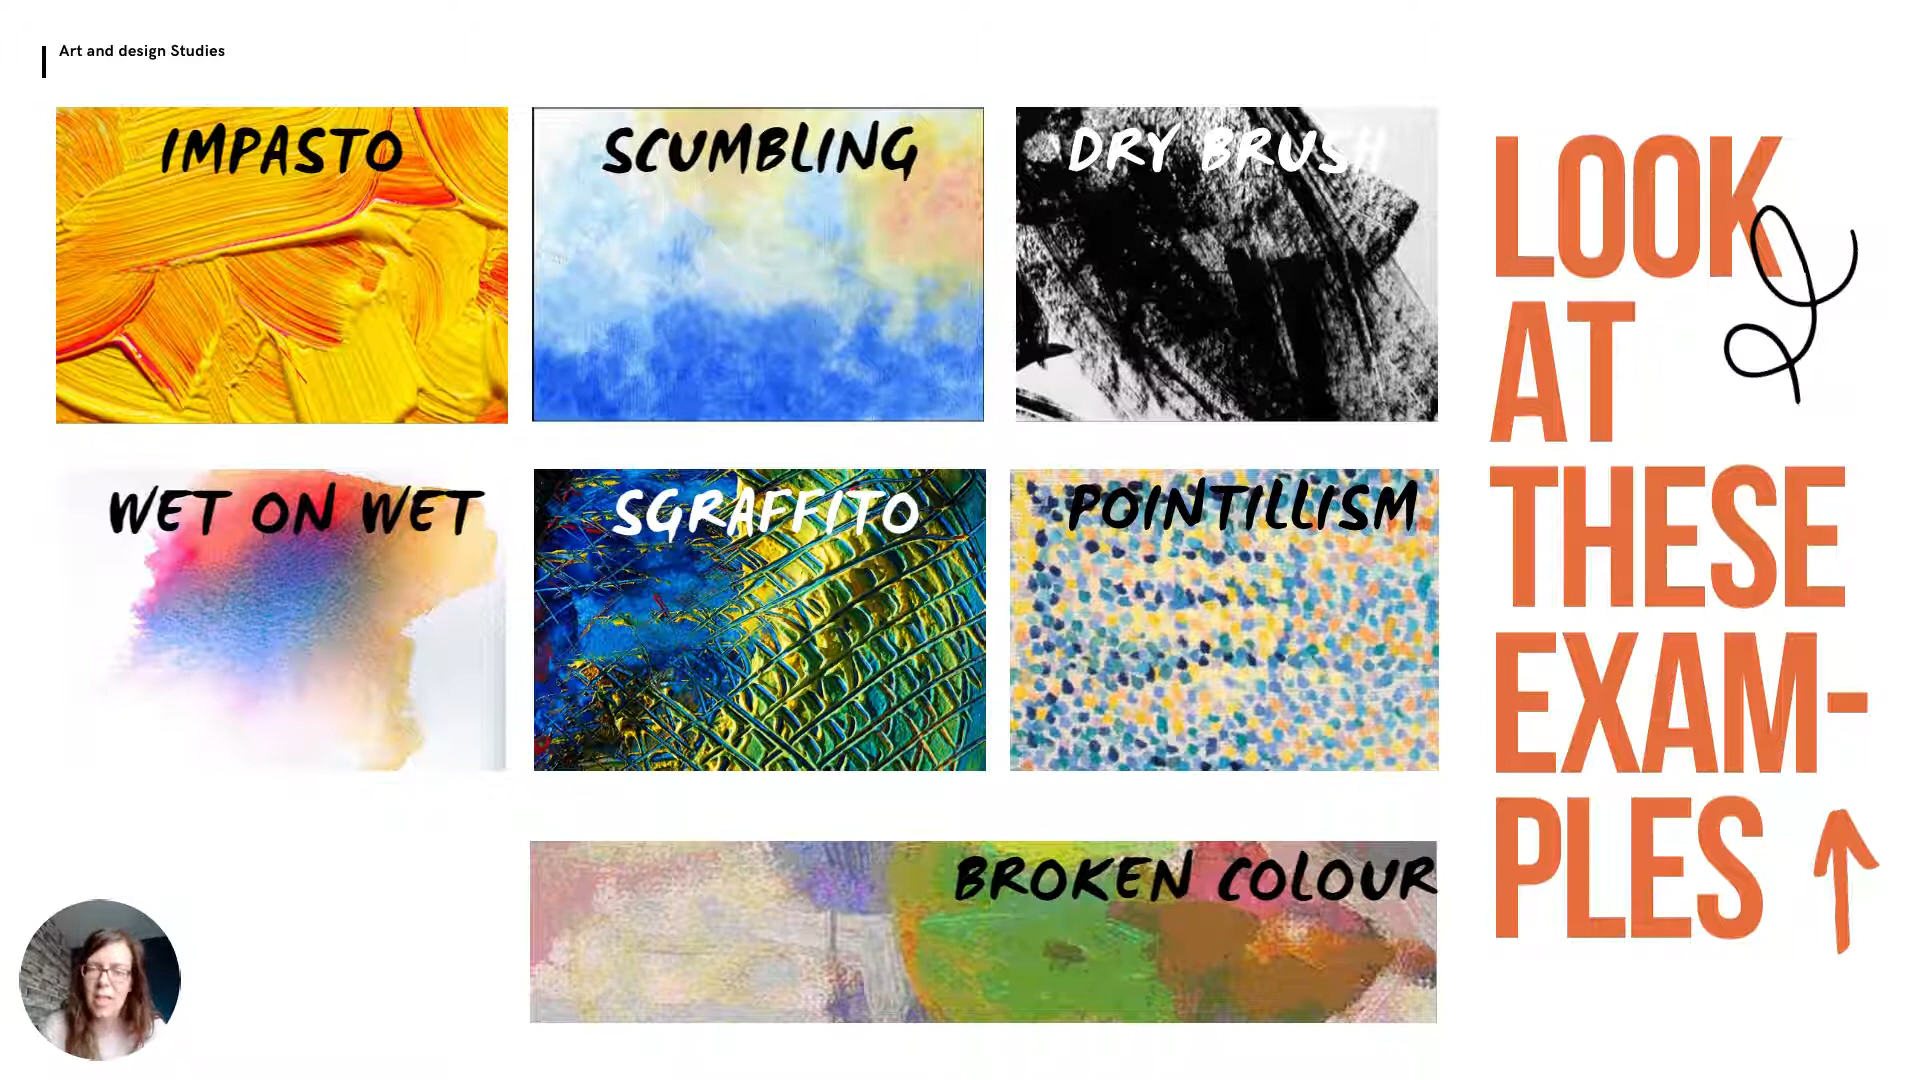 Art and design Studies
IMPASTO
SCUMBLING
DRY BRUSH
WET ON WET
SGRAFFITO
POINTILLISM
BROKEN COLOUR
LOOK
AT
THESE
EXAM-
PLES